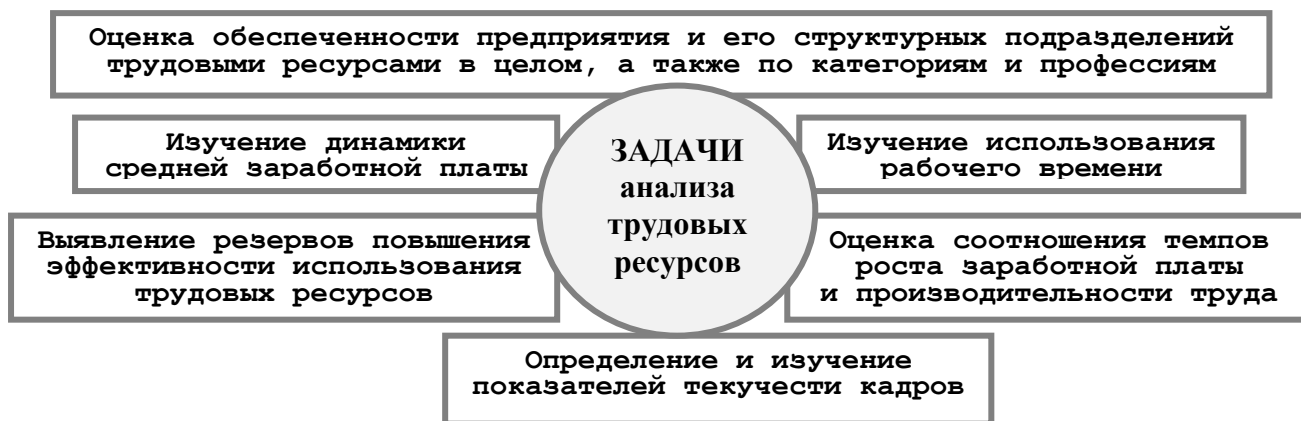 Оценка обеспеченности предприятия и его структурных подразделений
трудовыми ресурсами в целом, а также по категориям и профессиям
Изучение динамики
средней заработной платы
ЗАДАЧИ
анализа
трудовых
ресурсов
Изучение использования
рабочего времени
Выявление резервов повышения
эффективности использования
трудовых ресурсов
Оценка соотношения темпов
роста заработной платы
и производительности труда
Определение и изучение
показателей текучести кадров